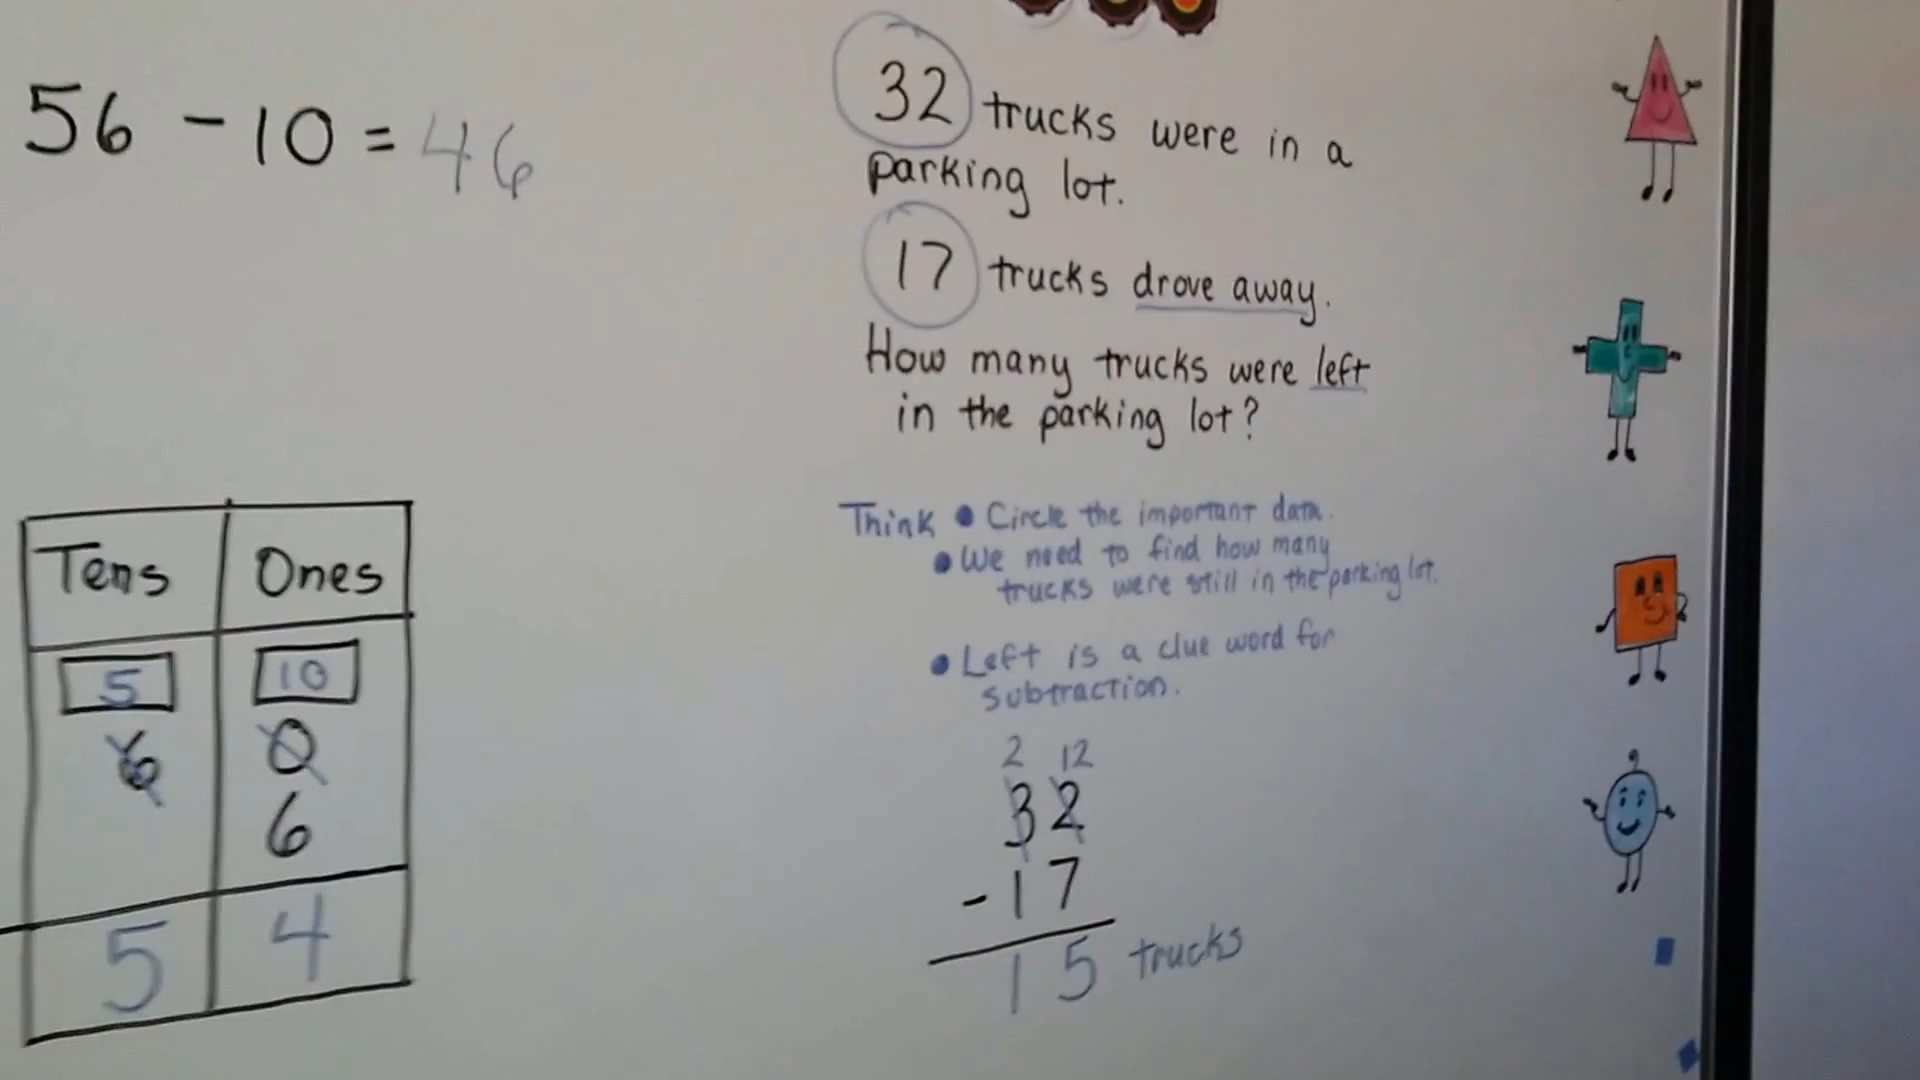 56 - 10 = 46
Tens Ones
5 10
6 0
6
5 4
32 trucks were in a
parking lot.
17 trucks drove away.
How many trucks were left
in the parking lot?
Think • Circle the important data.
• We need to find how many
trucks were still in the parking lot.
• Left is a clue word for
subtraction.
2 12
32
- 17
15 trucks